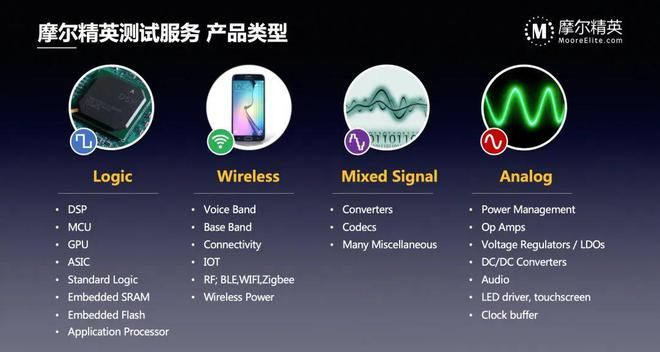 摩尔精英测试服务 产品类型
M
摩尔精英
MooreElite.com
DSP
01011011O
Logic
DSP
MCU
GPU
ASIC
Standard Logic
Embedded SRAM
Embedded Flash
Application Processor
Wireless
Voice Band
Base Band
Connectivity
IOT
RF; BLE,WIFI,Zigbee
Wireless Power
Mixed Signal
Converters
Codecs
Many Miscellaneous
Analog
Power Management
Op Amps
Voltage Regulators / LDOs
DC/DC Converters
Audio
LED driver, touchscreen
Clock buffer